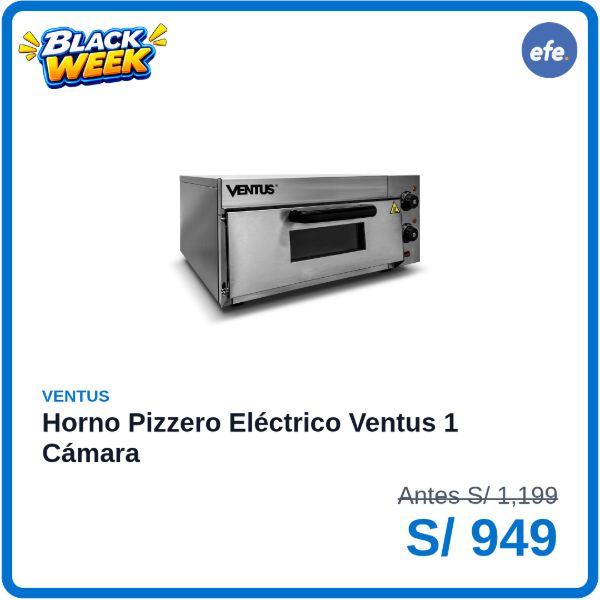 BLACK
WEEK
efe.
VENTUS
VENTUS
Horno Pizzero Eléctrico Ventus 1
Cámara
Antes S/ 1,199
S/ 949